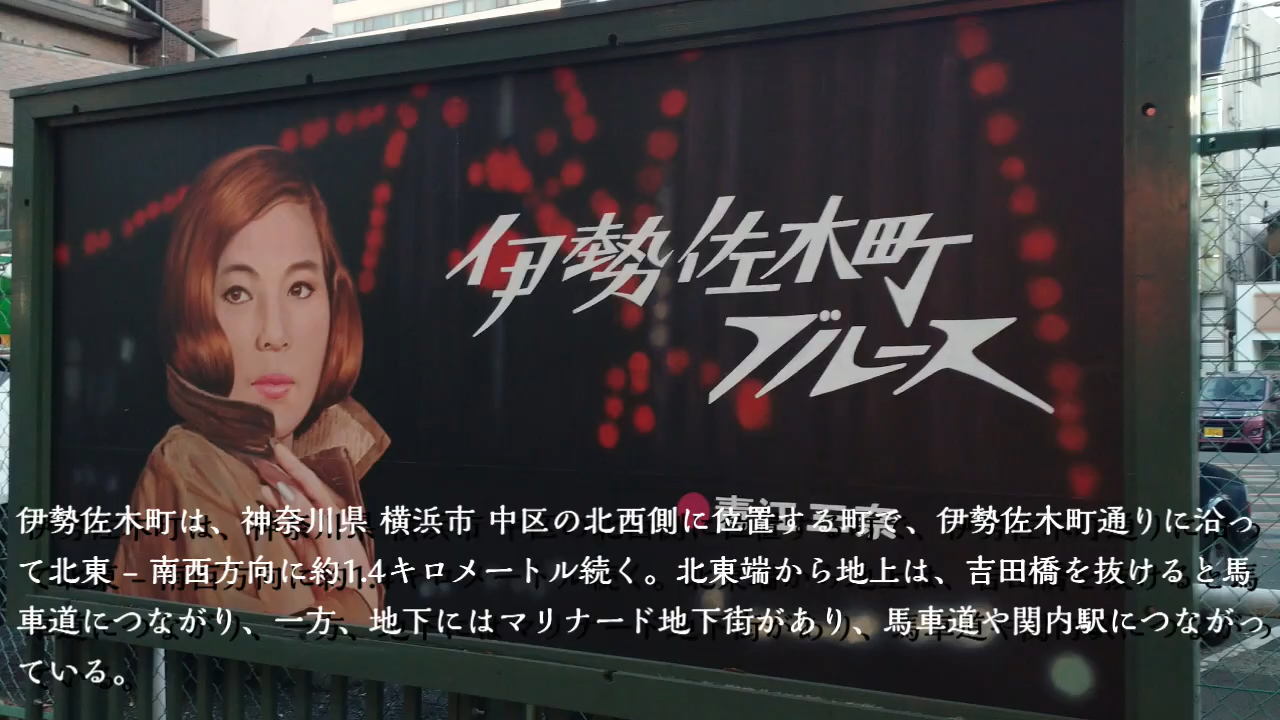 伊勢佐木町
ブルース
伊勢佐木町は、神奈川県 横浜市 中区の北西側に位置する町で、伊勢佐木町通りに沿っ
て北東 – 南西方向に約1.4キロメートル続く。北東端から地上は、吉田橋を抜けると馬
車道につながり、一方、地下にはマリナード地下街があり、馬車道や関内駅につながっ
ている。